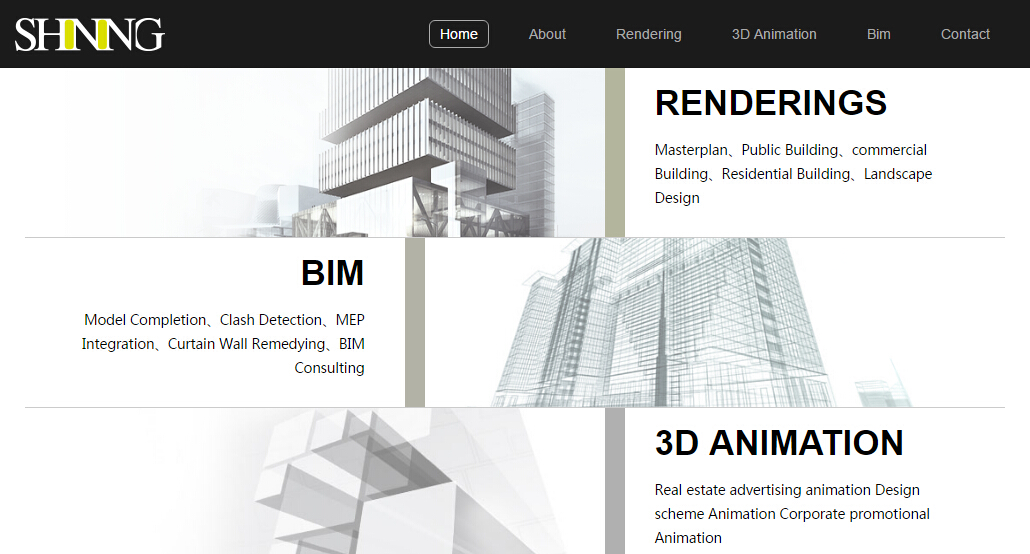 SHINING
Home
About
Rendering
3D Animation
Bim
Contact
RENDERINGS
Masterplan、Public Building、commercial
Building、Residential Building、Landscape
Design
BIM
Model Completion、Clash Detection、MEP
Integration、Curtain Wall Remedying、BIM
Consulting
3D ANIMATION
Real estate advertising animation Design
scheme Animation Corporate promotional
Animation